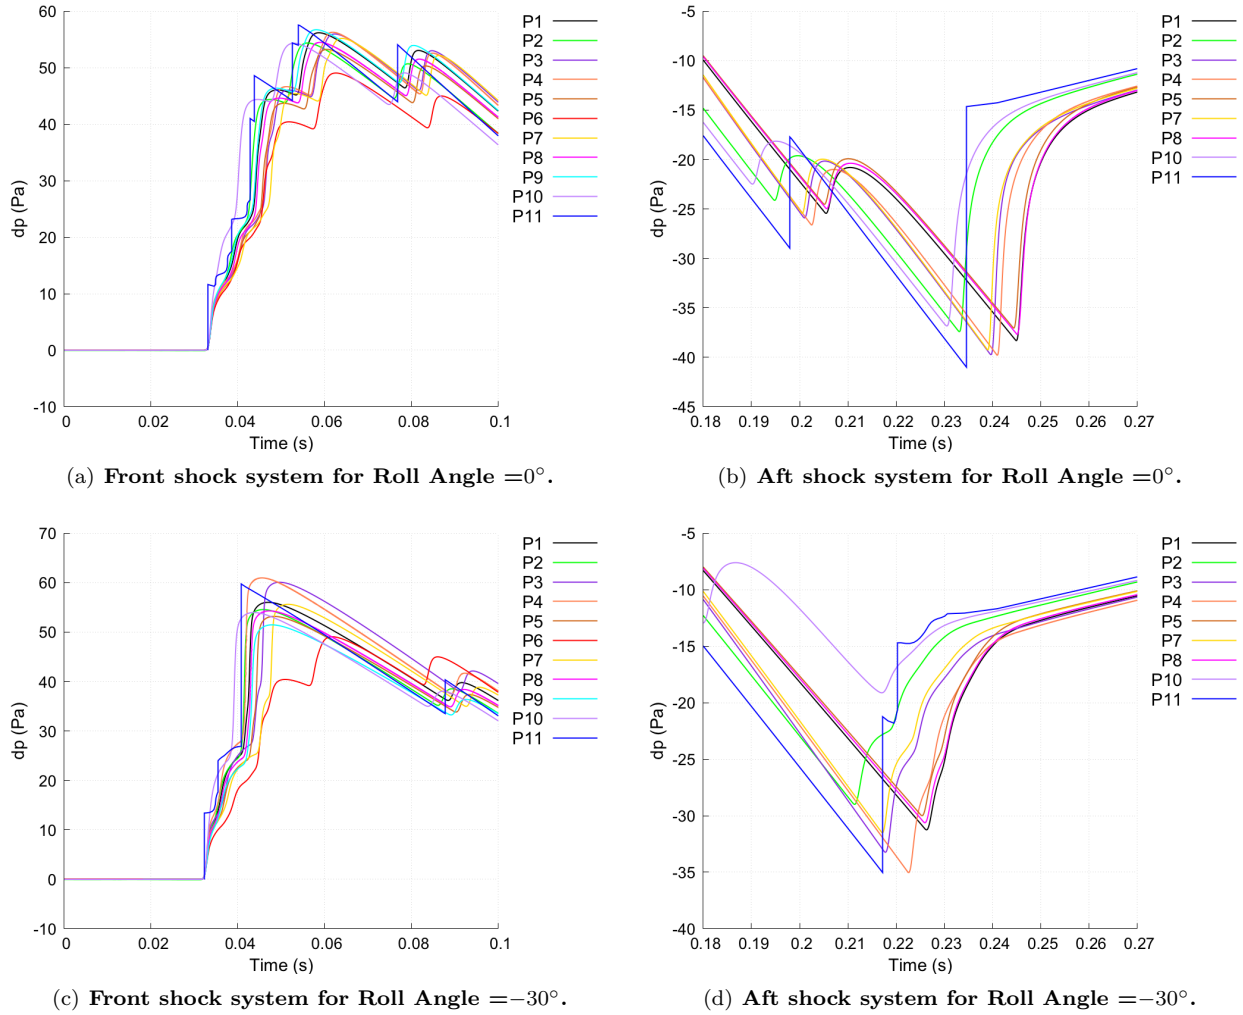 60
50
40
30
20
10
0
-10
0
0.02
0.04
0.06
0.08
0.1
dp (Pa)
Time (s)
P1
P2
P3
P4
P5
P6
P7
P8
P9
P10
P11
(a) Front shock system for Roll Angle =0°.
-5
-10
-15
-20
-25
-30
-35
-40
-45
0.18
0.19
0.2
0.21
0.22
0.23
0.24
0.25
0.26
0.27
dp (Pa)
Time (s)
P1
P2
P3
P4
P5
P7
P8
P10
P11
(b) Aft shock system for Roll Angle =0°.
70
60
50
40
30
20
10
0
-10
0
0.02
0.04
0.06
0.08
0.1
dp (Pa)
Time (s)
P1
P2
P3
P4
P5
P6
P7
P8
P9
P10
P11
(c) Front shock system for Roll Angle =−30°.
-5
-10
-15
-20
-25
-30
-35
-40
0.18
0.19
0.2
0.21
0.22
0.23
0.24
0.25
0.26
0.27
dp (Pa)
Time (s)
P1
P2
P3
P4
P5
P7
P8
P10
P11
(d) Aft shock system for Roll Angle =−30°.